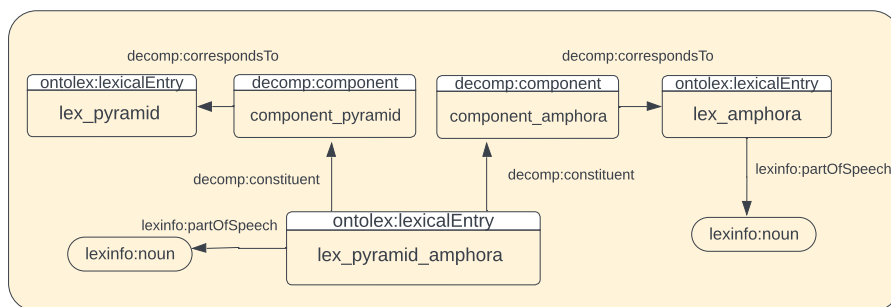 decomp:correspondsTo
decomp:correspondsTo
ontolex:lexicalEntry
lex_pyramid
decomp:component
component_pyramid
decomp:component
component_amphora
ontolex:lexicalEntry
lex_amphora
decomp:constituent
decomp:constituent
lexinfo:partOfSpeech
lexinfo:partOfSpeech
ontolex:lexicalEntry
lex_pyramid_amphora
lexinfo:noun
lexinfo:noun